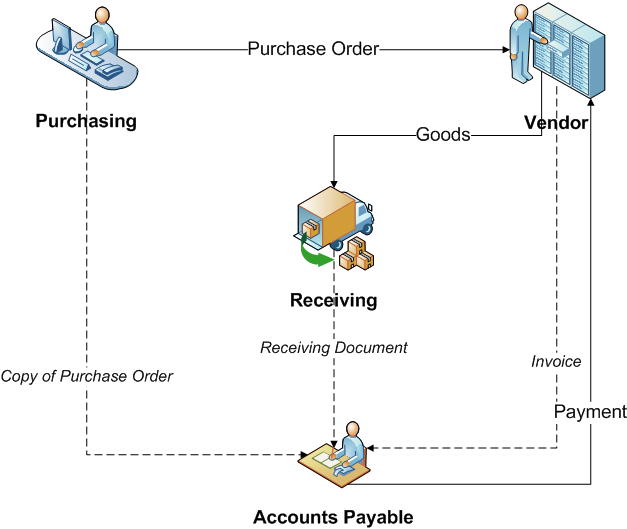 Purchase Order
Purchasing
Vendor
Goods
Receiving
Receiving Document
Invoice
Copy of Purchase Order
Payment
Accounts Payable